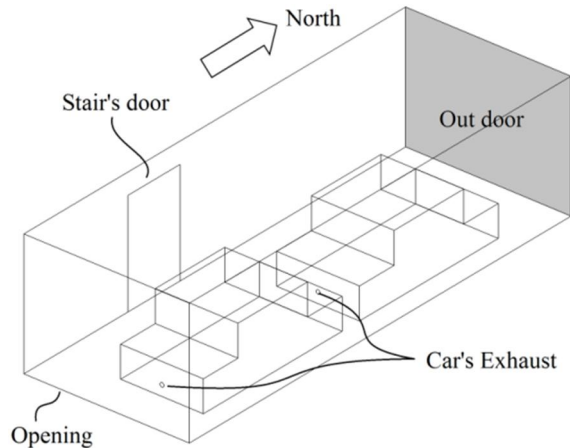 North
Stair's door
Out door
Car's Exhaust
Opening